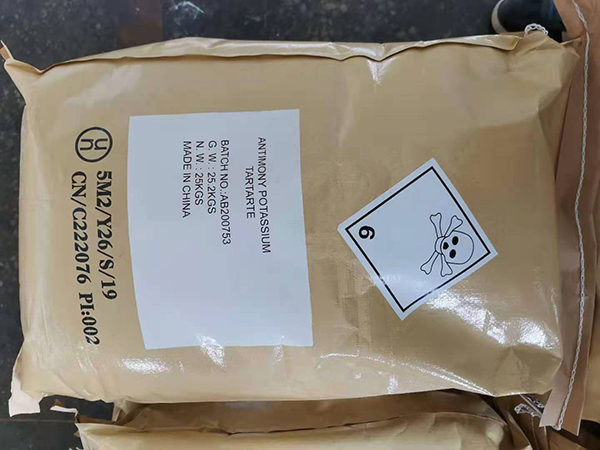 ANTIMONY POTASSIUM
TARTARTE
BATCH NO.:AB200753
G. W : 25.2KGS
N. W. : 25KGS
MADE IN CHINA
6
un
5M2/Y26/S/19
CN/C222076 PI:002